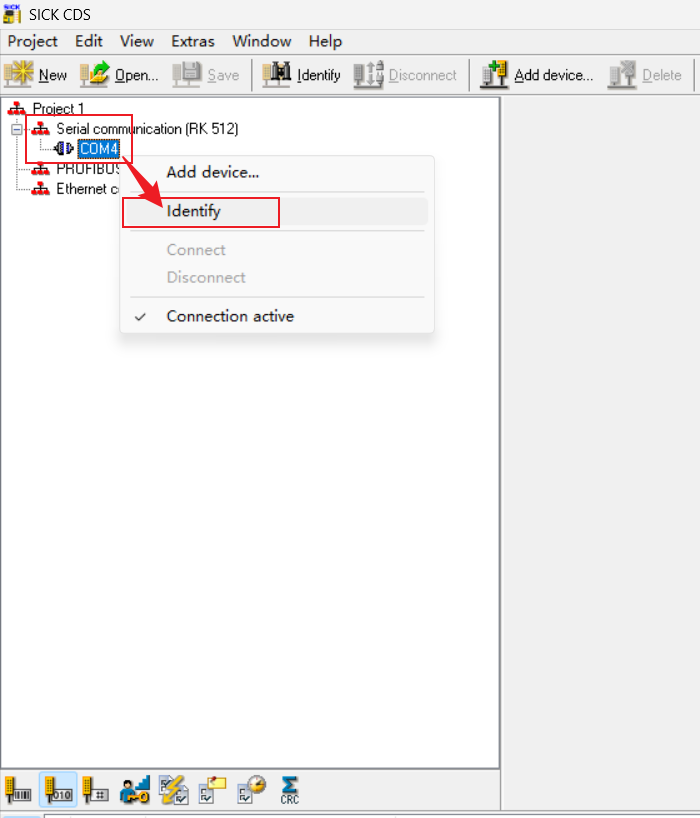 SICK CDS
Project Edit View Extras Window Help
New Open... Save Identify Disconnect Add device... Delete
Project 1
Serial communication (RK 512)
COM4
PROFIBUS
Ethernet c
Add device...
Identify
Connect
Disconnect
Connection active
CRC